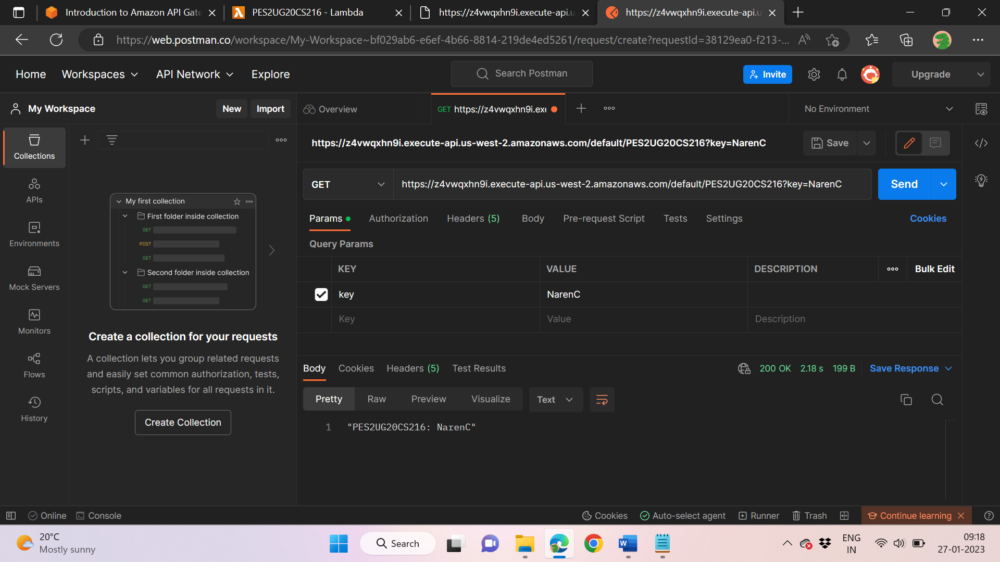 Introduction to Amazon API Gate
PES2UG20CS216 - Lambda
https://z4vwqxhn9i.execute-api.u
https://z4vwqxhn9i.execute-api.u
https://web.postman.co/workspace/My-Workspace~bf029ab6-e6ef-4b66-8814-219de4ed5261/request/create?requestId=38129ea0-f213-...
Home
Workspaces
API Network
Explore
Search Postman
Invite
Upgrade
My Workspace
New
Import
Overview
GET https://z4vwqxhn9i.exe
No Environment
Collections
APIs
Environments
Mock Servers
Monitors
Flows
History
My first collection
First folder inside collection
GET
POST
GET
Second folder inside collection
GET
GET
Create a collection for your requests
A collection lets you group related requests
and easily set common authorization, tests,
scripts, and variables for all requests in it.
Create Collection
https://z4vwqxhn9i.execute-api.us-west-2.amazonaws.com/default/PES2UG20CS216?key=NarenC
Save
GET
https://z4vwqxhn9i.execute-api.us-west-2.amazonaws.com/default/PES2UG20CS216?key=NarenC
Send
Params
Authorization
Headers (5)
Body
Pre-request Script
Tests
Settings
Cookies
Query Params
KEY
VALUE
DESCRIPTION
Bulk Edit
key
NarenC
Key
Value
Description
Body
Cookies
Headers (5)
Test Results
200 OK
2.18 s
199 B
Save Response
Pretty
Raw
Preview
Visualize
Text
1 "PES2UG20CS216: NarenC"
Online
Console
Cookies
Auto-select agent
Runner
Trash
Continue learning
20°C
Mostly sunny
Search
ENG
IN
09:18
27-01-2023